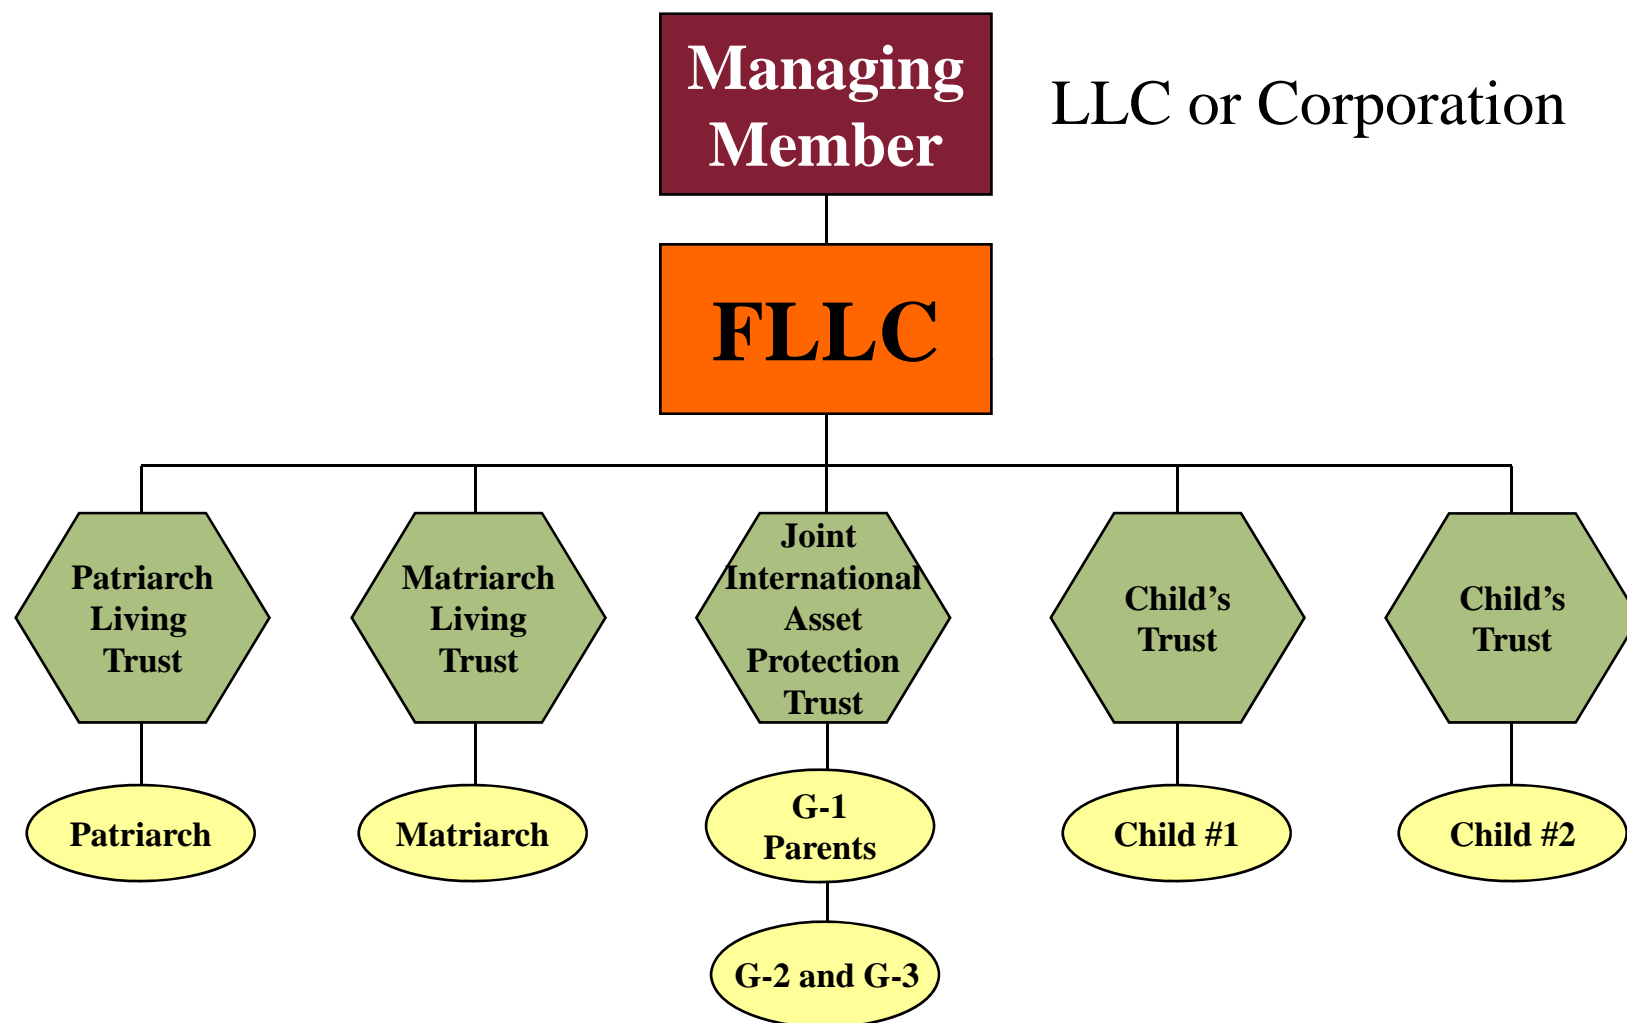 Managing
Member
LLC or Corporation
FLLC
Patriarch
Living
Trust
Matriarch
Living
Trust
Joint
International
Asset
Protection
Trust
Child’s
Trust
Child’s
Trust
Patriarch
Matriarch
G-1
Parents
Child #1
Child #2
G-2 and G-3